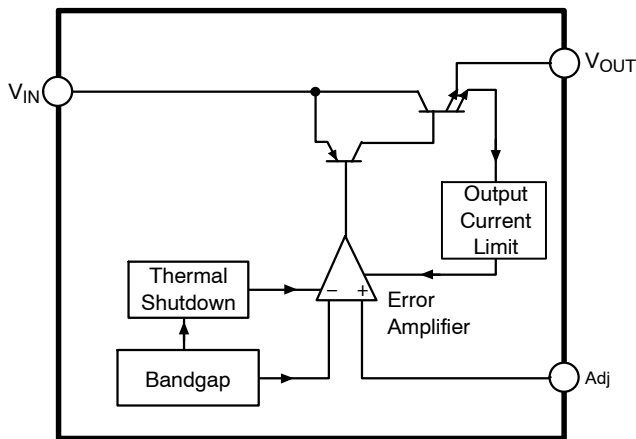 VIN
VOUT
Output
Current
Limit
Thermal
Shutdown
− +
Error
Amplifier
Bandgap
Adj